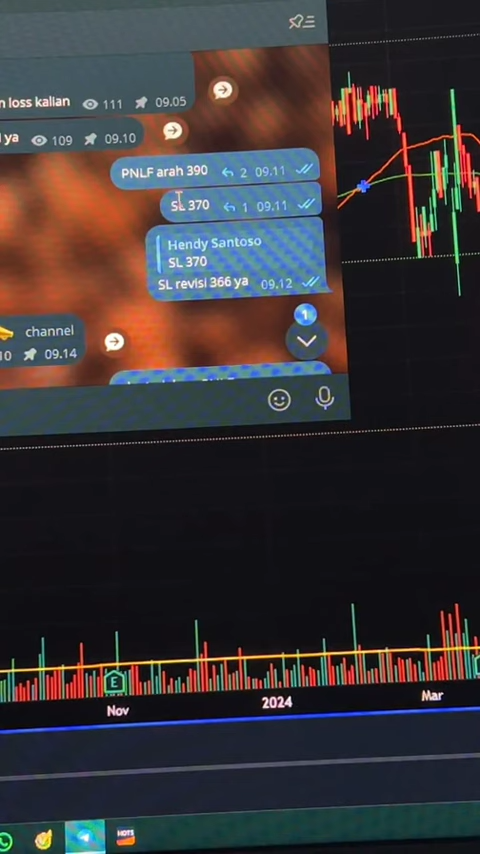 n loss kalian 111 09.05
ya 109 09.10
PNLF arah 390 2 09.11
SL 370 1 09.11
Hendy Santoso
SL 370
SL revisi 366 ya 09.12
1
channel
10 09.14
E
Nov 2024 Mar
HOTS